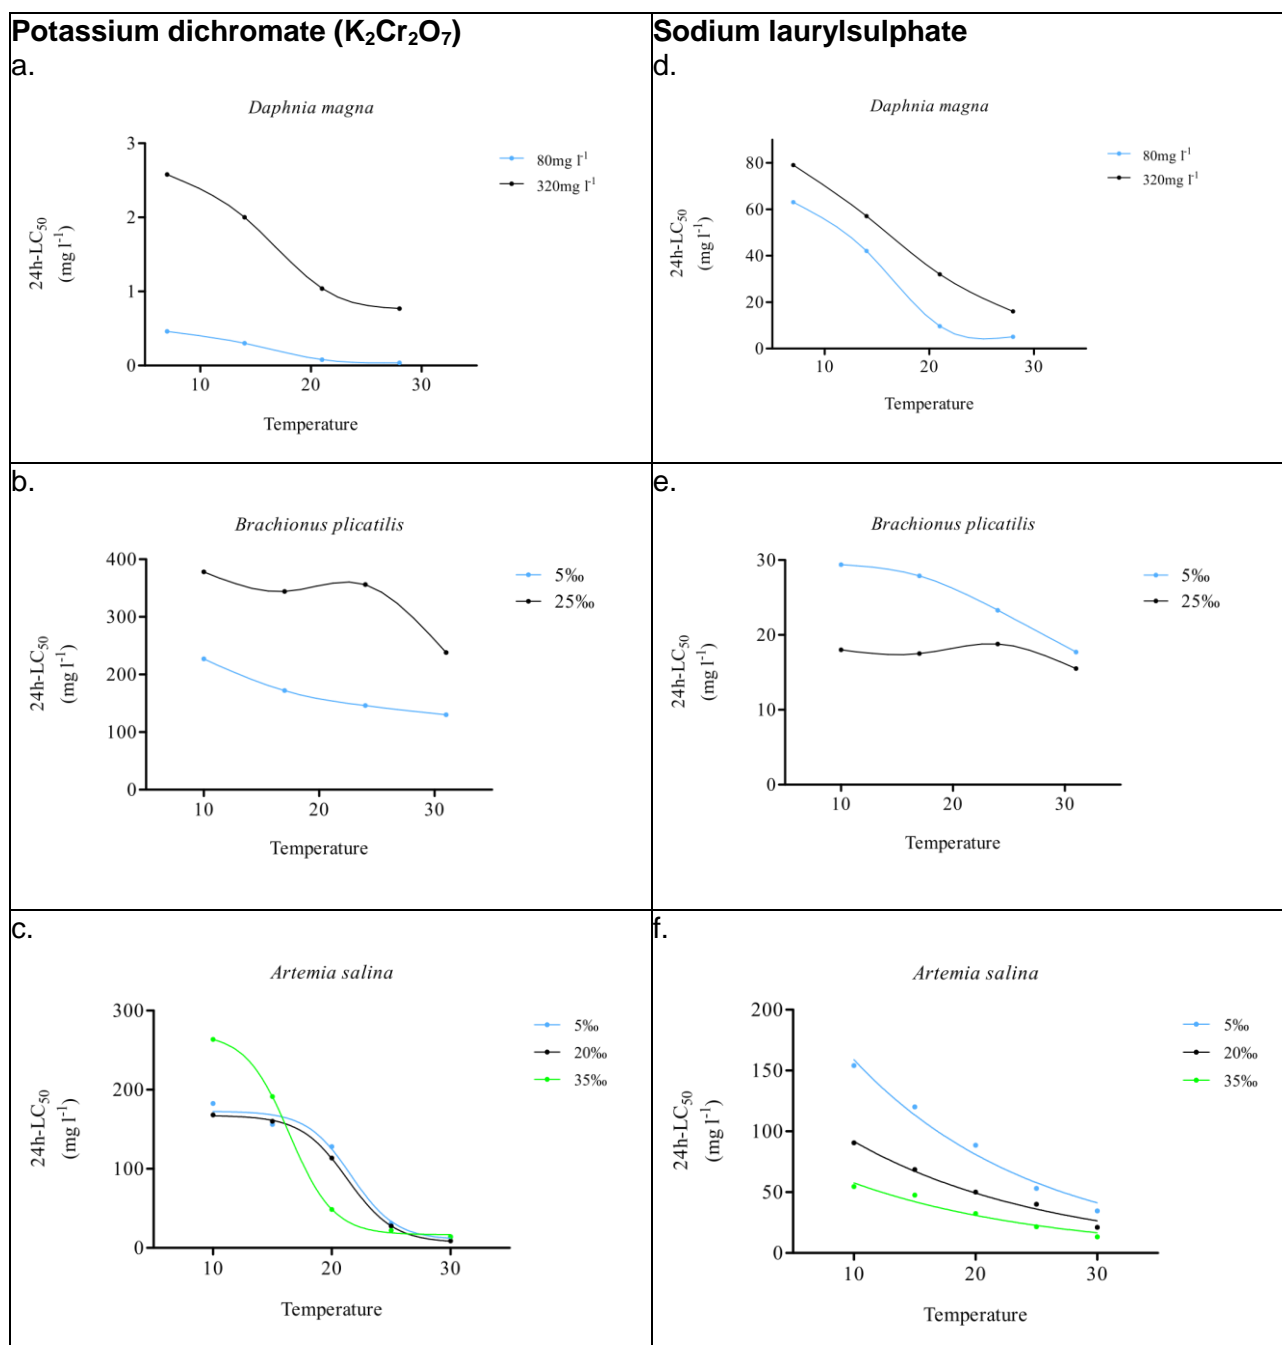 Potassium dichromate (K₂Cr₂O₇)
a.
Daphnia magna
3
2
1
0
10 20 30
24h-LC₅₀
(mg l⁻¹)
Temperature
80mg l⁻¹
320mg l⁻¹
Sodium laurylsulphate
d.
Daphnia magna
80
60
40
20
0
10 20 30
24h-LC₅₀
(mg l⁻¹)
Temperature
80mg l⁻¹
320mg l⁻¹
b.
Brachionus plicatilis
400
300
200
100
0
10 20 30
24h-LC₅₀
(mg l⁻¹)
Temperature
5‰
25‰
e.
Brachionus plicatilis
30
20
10
0
10 20 30
24h-LC₅₀
(mg l⁻¹)
Temperature
5‰
25‰
c.
Artemia salina
300
200
100
0
10 20 30
24h-LC₅₀
(mg l⁻¹)
Temperature
5‰
20‰
35‰
f.
Artemia salina
200
150
100
50
0
10 20 30
24h-LC₅₀
(mg l⁻¹)
Temperature
5‰
20‰
35‰